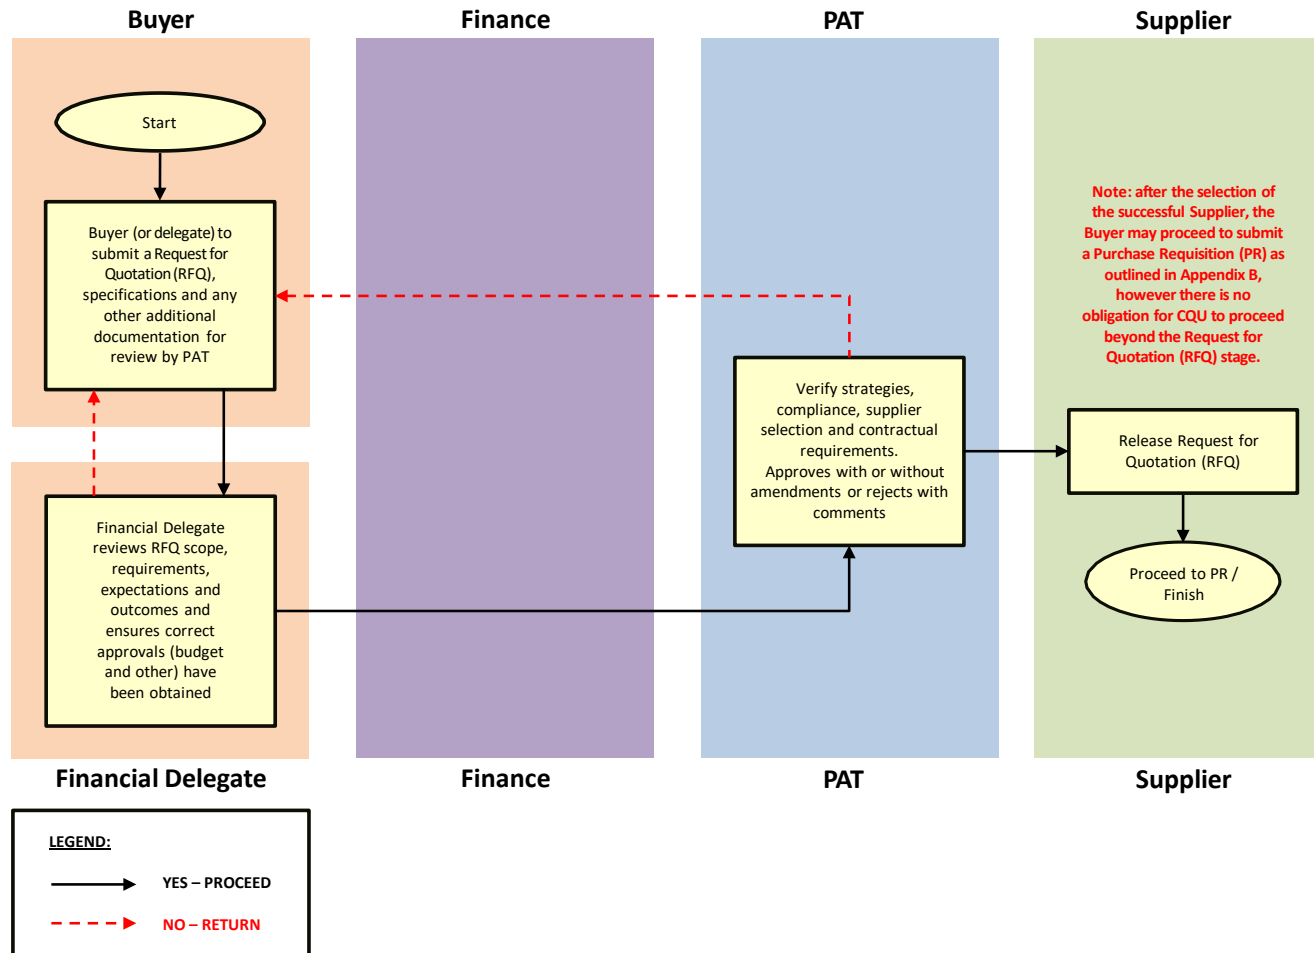 Buyer
Finance
PAT
Supplier
Start
Buyer (or delegate) to
submit a Request for
Quotation (RFQ),
specifications and any
other additional
documentation for
review by PAT
Financial Delegate
reviews RFQ scope,
requirements,
expectations and
outcomes and
ensures correct
approvals (budget
and other) have
been obtained
Verify strategies,
compliance, supplier
selection and contractual
requirements.
Approves with or without
amendments or rejects with
comments
Note: after the selection of
the successful Supplier, the
Buyer may proceed to submit
a Purchase Requisition (PR) as
outlined in Appendix B,
however there is no
obligation for CQU to proceed
beyond the Request for
Quotation (RFQ) stage.
Release Request for
Quotation (RFQ)
Proceed to PR /
Finish
Financial Delegate
Finance
PAT
Supplier
LEGEND:
YES – PROCEED
NO – RETURN